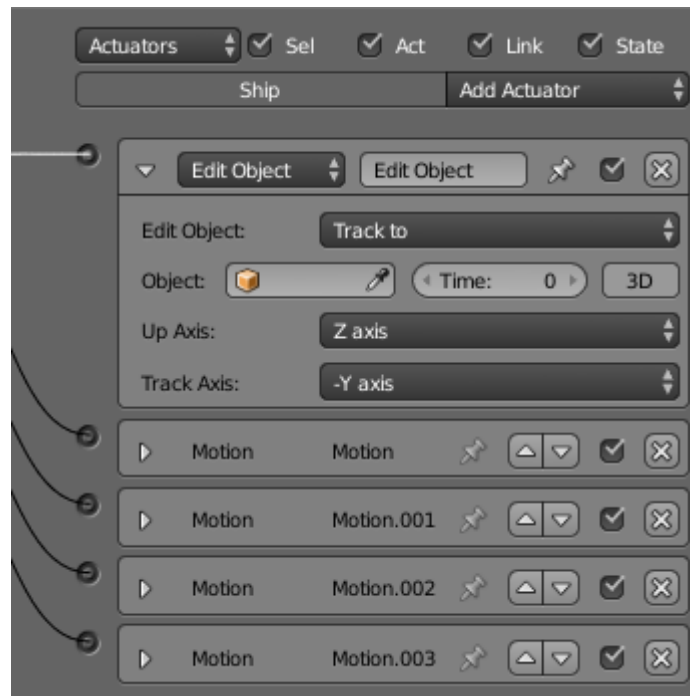 Actuators Sel Act Link State
Ship Add Actuator
Edit Object Edit Object
Edit Object: Track to
Object: Time: 0 3D
Up Axis: Z axis
Track Axis: -Y axis
Motion Motion
Motion Motion.001
Motion Motion.002
Motion Motion.003